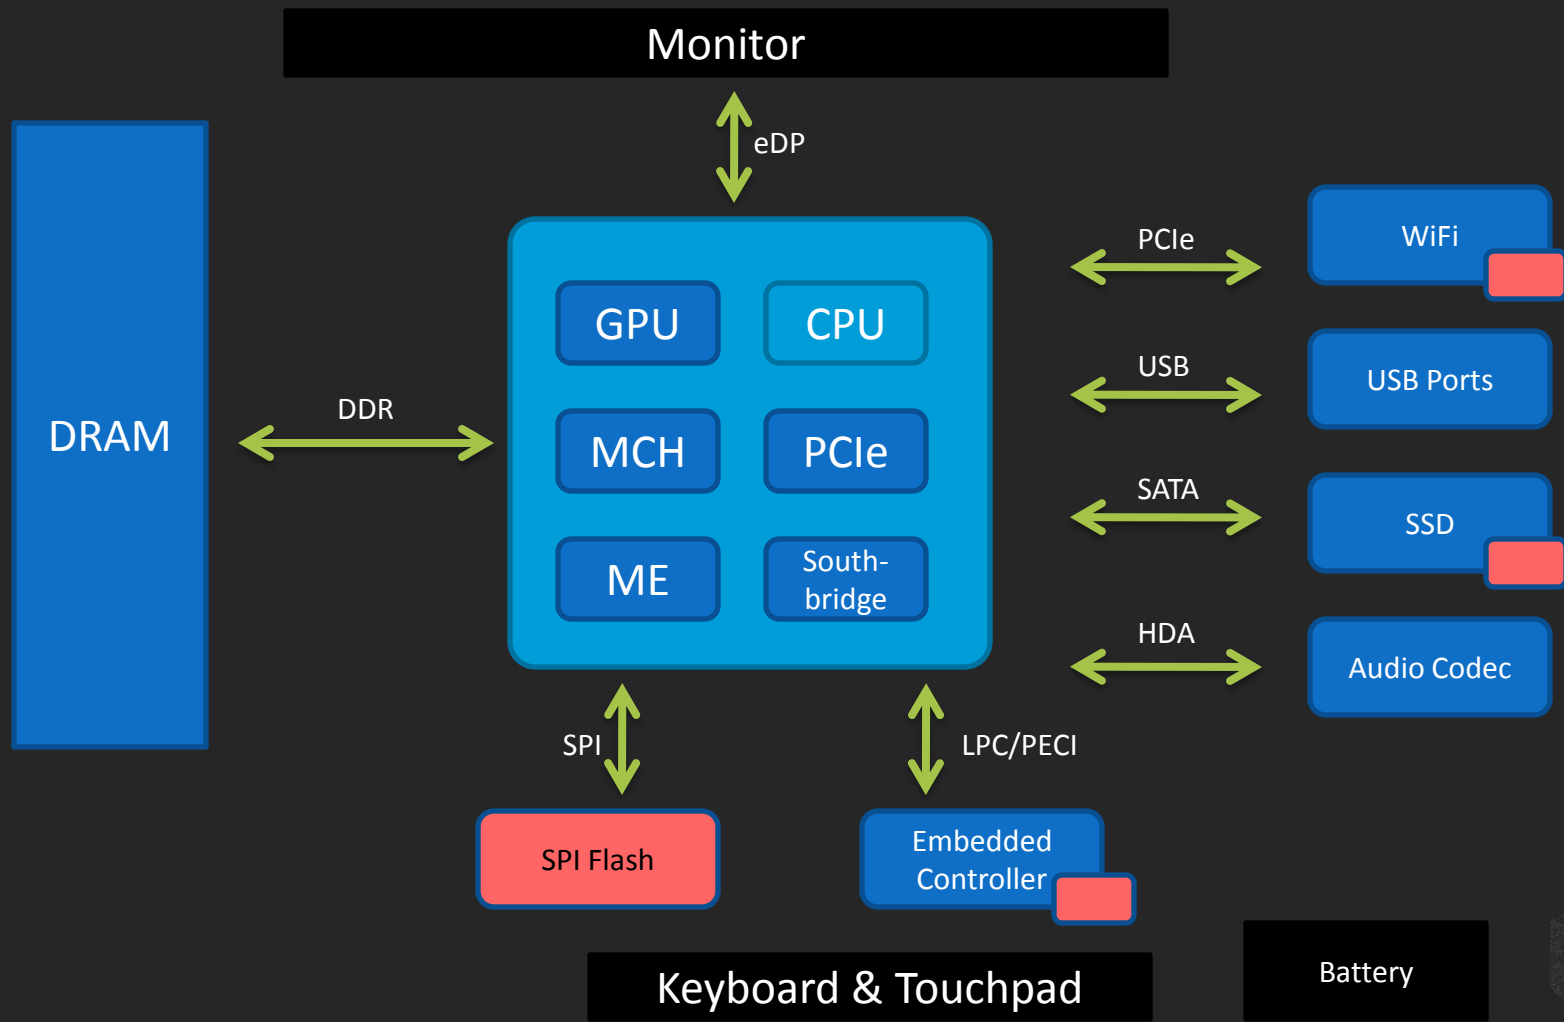 Monitor
eDP
DRAM
DDR
GPU
CPU
MCH
PCIe
ME
South-
bridge
PCIe
WiFi
USB
USB Ports
SATA
SSD
HDA
Audio Codec
SPI
LPC/PECI
SPI Flash
Embedded
Controller
Keyboard & Touchpad
Battery